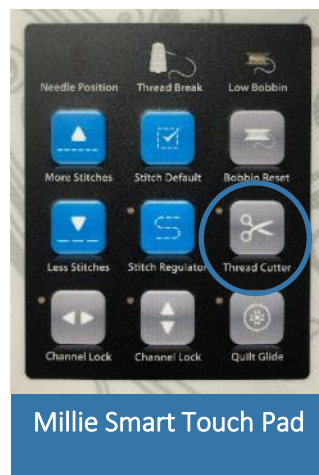 Needle Position Thread Break Low Bobbin
More Stitches Stitch Default Bobbin Reset
Less Stitches Stitch Regulator Thread Cutter
Channel Lock Channel Lock Quilt Glide
Millie Smart Touch Pad